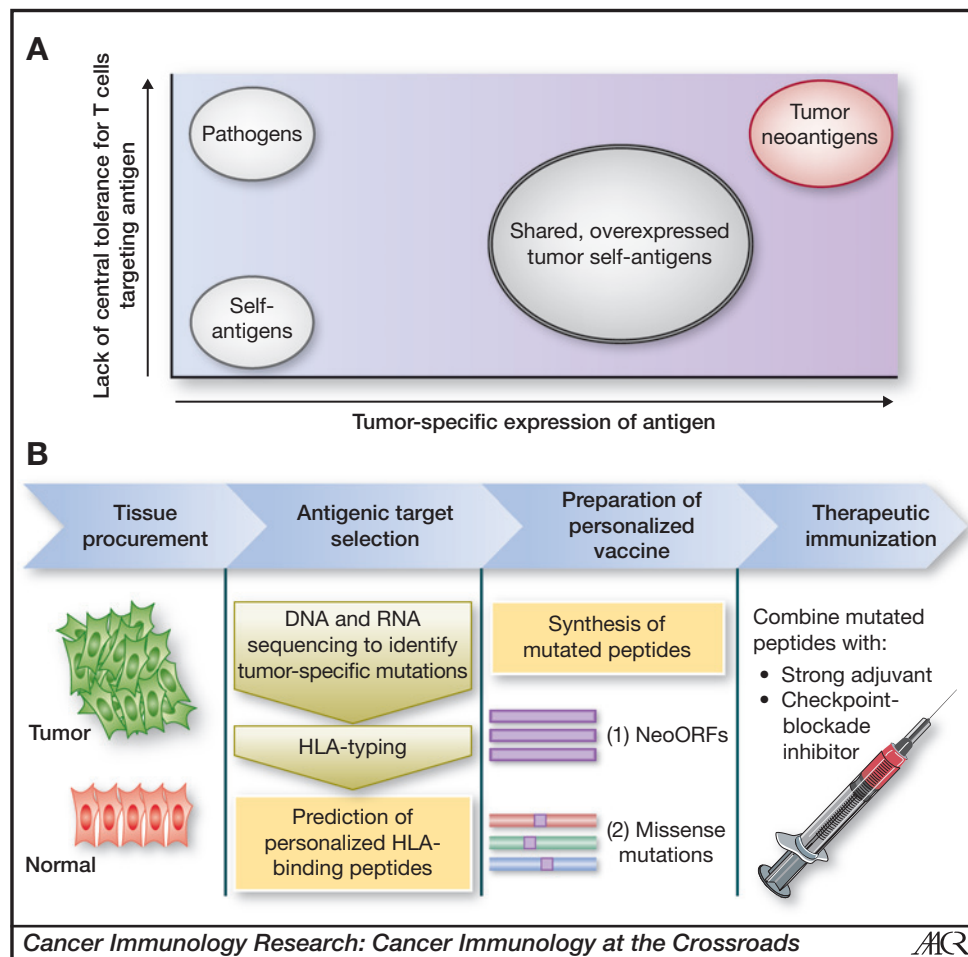 A
Lack of central tolerance for T cells
targeting antigen
Pathogens
Tumor
neoantigens
Shared, overexpressed
tumor self-antigens
Self-
antigens
Tumor-specific expression of antigen
B
Tissue
procurement
Antigenic target
selection
Preparation of
personalized
vaccine
Therapeutic
immunization
Tumor
Normal
DNA and RNA
sequencing to identify
tumor-specific mutations
HLA-typing
Prediction of
personalized HLA-
binding peptides
Synthesis of
mutated peptides
(1) NeoORFs
(2) Missense
mutations
Combine mutated
peptides with:
• Strong adjuvant
• Checkpoint-
blockade
inhibitor
Cancer Immunology Research: Cancer Immunology at the Crossroads
AACR